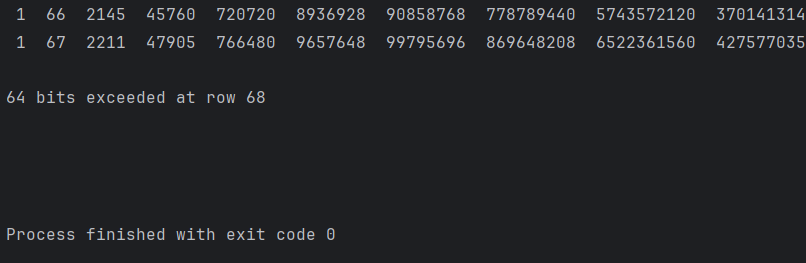 1  66  2145  45760  720720  8936928  90858768  778789440  5743572120  370141314
1  67  2211  47905  766480  9657648  99795696  869648208  6522361560  427577035
64 bits exceeded at row 68
Process finished with exit code 0